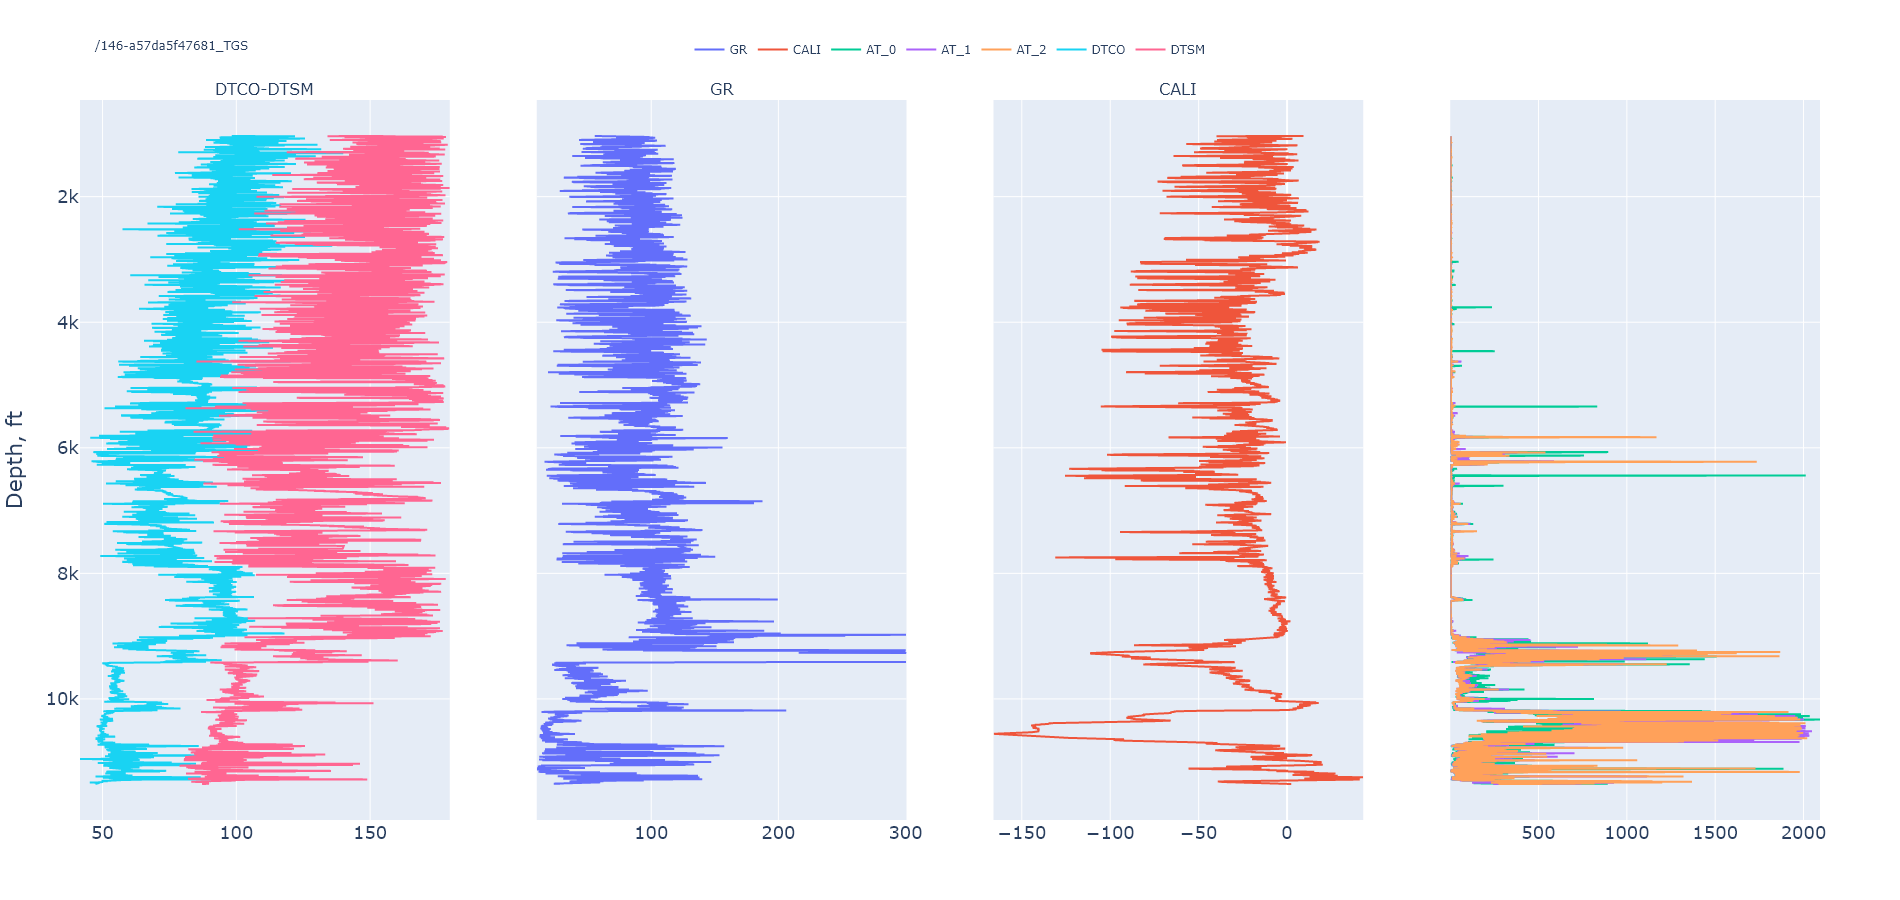 /146-a57da5f47681_TGS
GR CALI AT_0 AT_1 AT_2 DTCO DTSM
DTCO-DTSM GR CALI
2k
4k
6k
8k
10k
Depth, ft
50 100 150
100 200 300
−150 −100 −50 0
500 1000 1500 2000